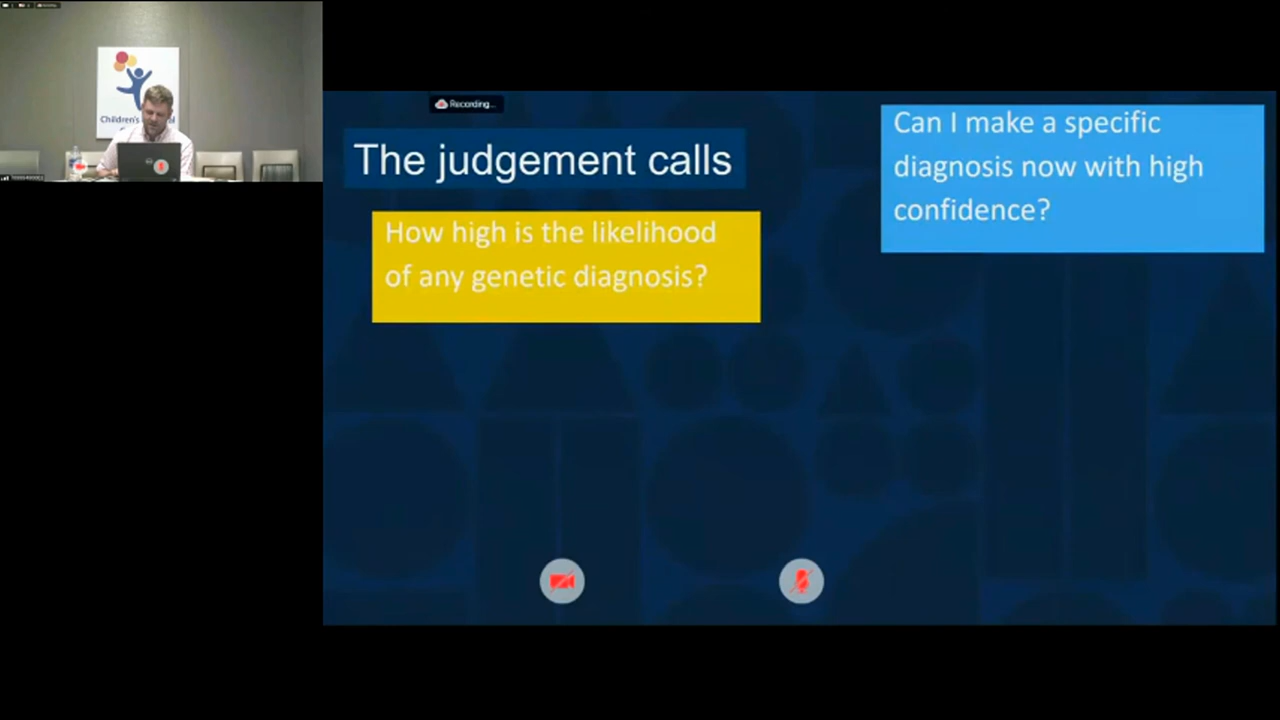 Children's
Recording...
The judgement calls
How high is the likelihood
of any genetic diagnosis?
Can I make a specific
diagnosis now with high
confidence?